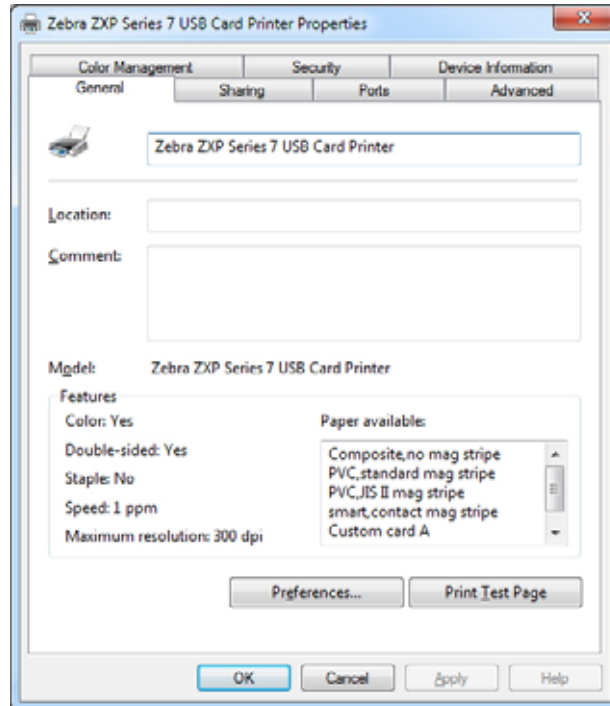 Zebra ZXP Series 7 USB Card Printer Properties
Color Management Security Device Information
General Sharing Ports Advanced
Zebra ZXP Series 7 USB Card Printer
Location:
Comment:
Model: Zebra ZXP Series 7 USB Card Printer
Features
Color: Yes
Paper available:
Double-sided: Yes
Staple: No
Speed: 1 ppm
Maximum resolution: 300 dpi
Composite,no mag stripe
PVC,standard mag stripe
PVC,JIS II mag stripe
smart,contact mag stripe
Custom card A
Preferences... Print Test Page
OK Cancel Apply Help